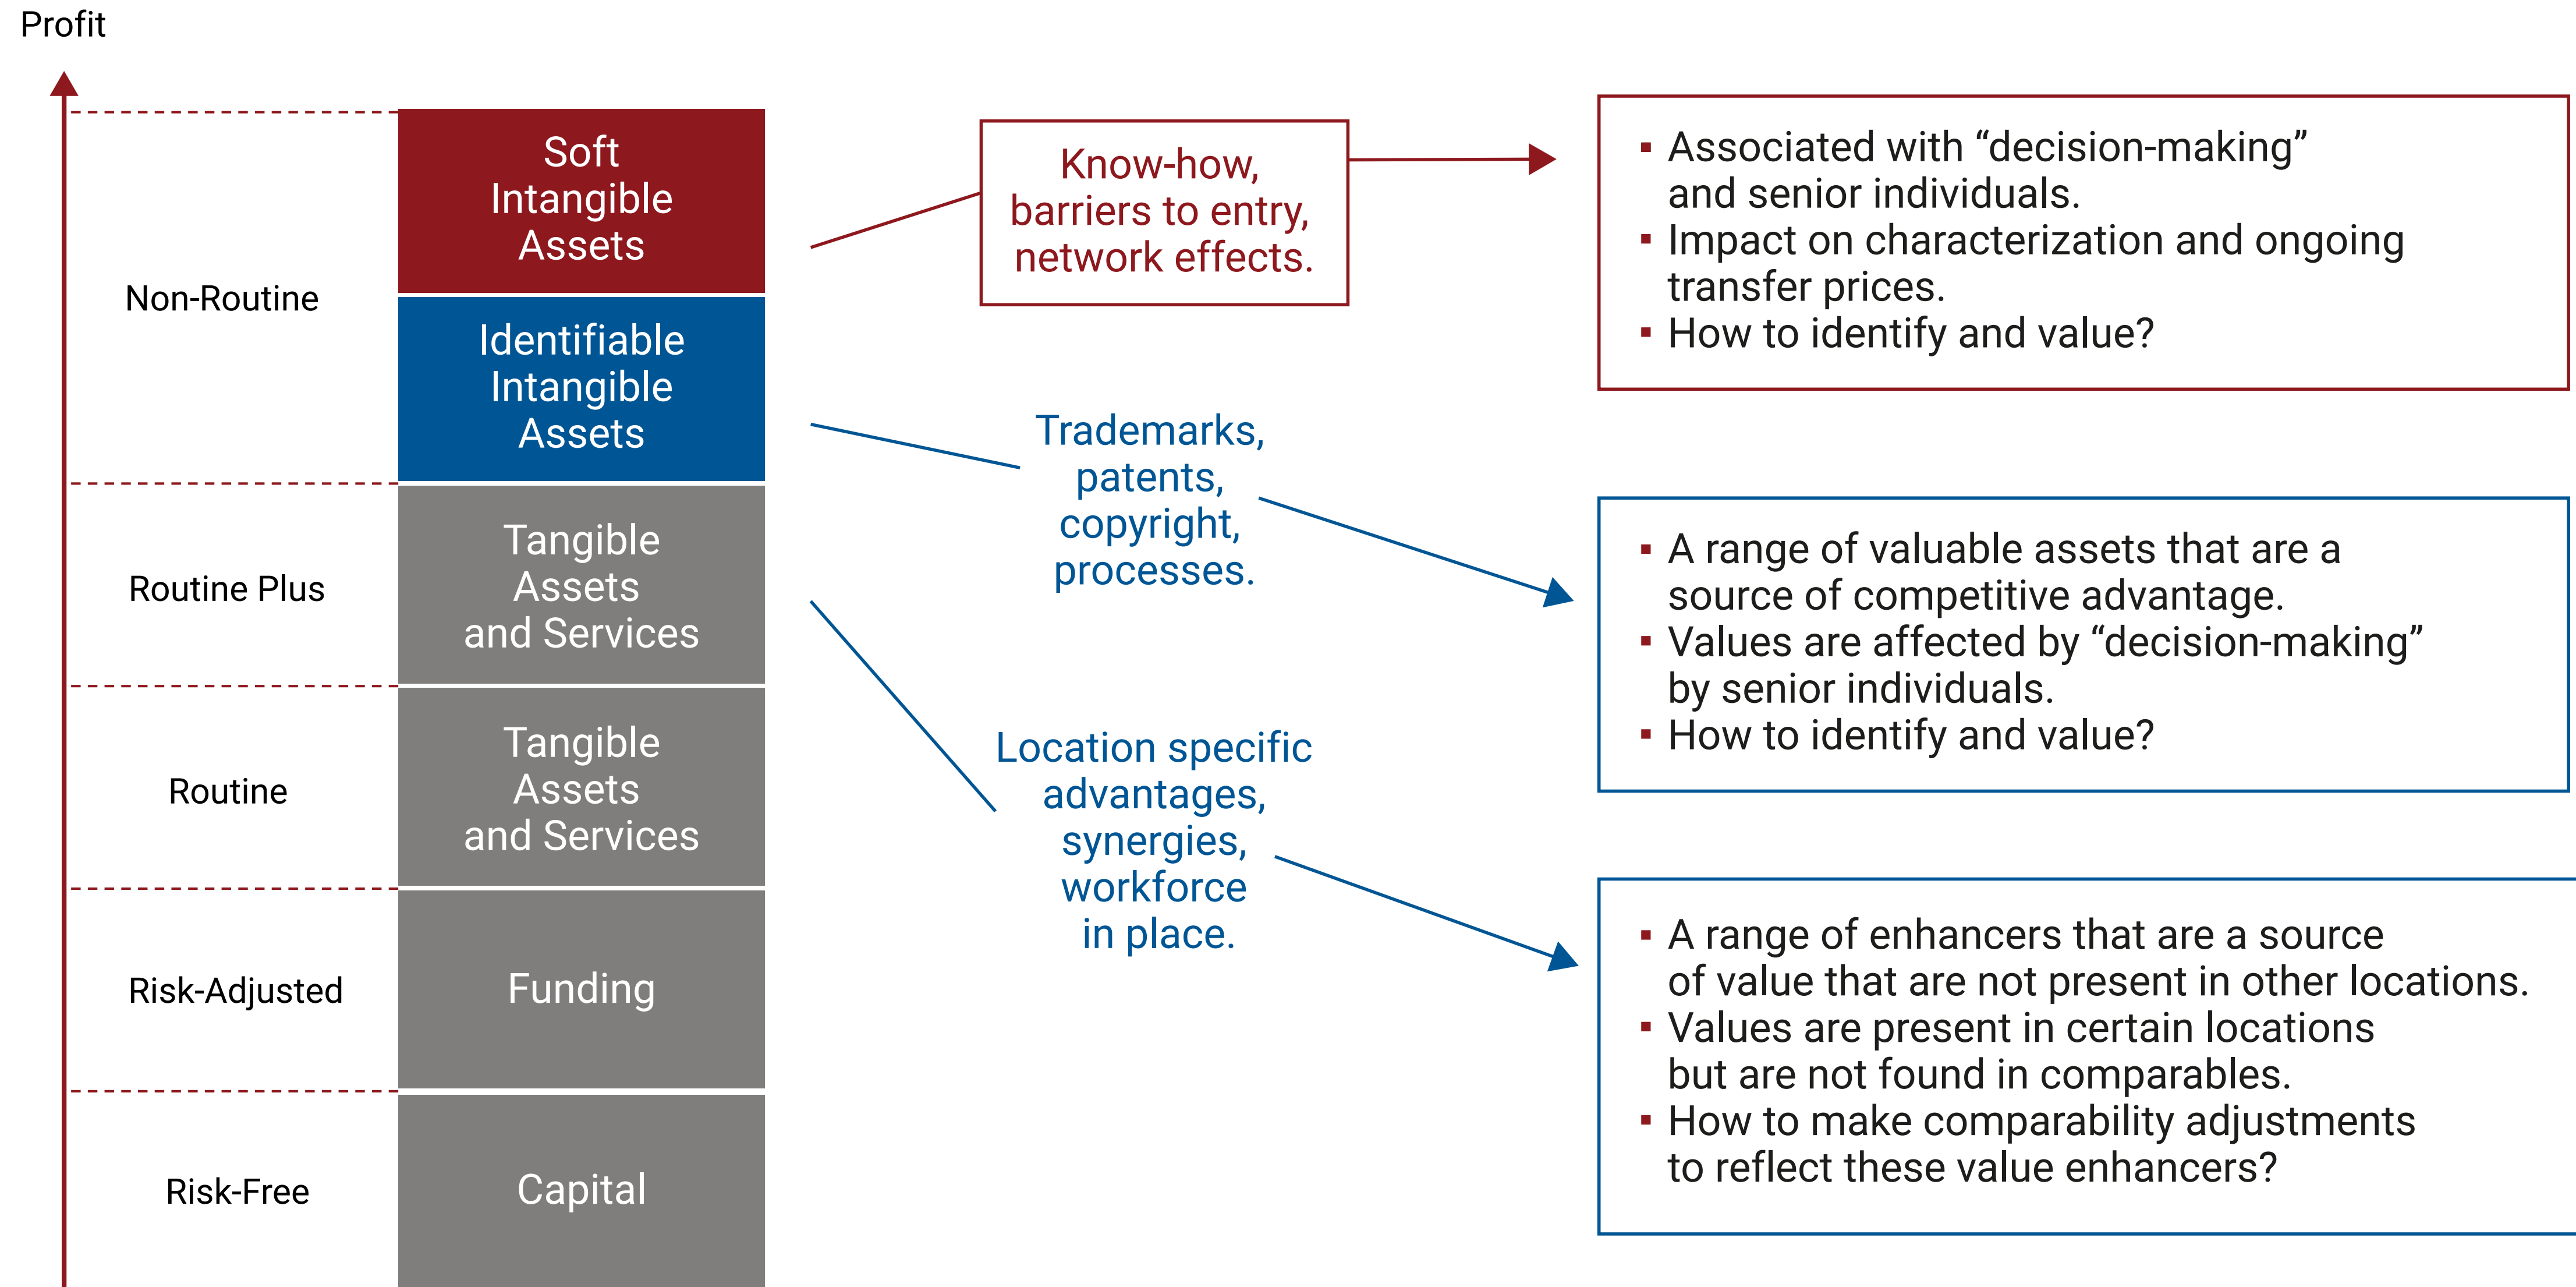 Profit
Non-Routine
Soft
Intangible
Assets
Identifiable
Intangible
Assets
Routine Plus
Tangible
Assets
and Services
Routine
Tangible
Assets
and Services
Risk-Adjusted
Funding
Risk-Free
Capital
Know-how,
barriers to entry,
network effects.
Trademarks,
patents,
copyright,
processes.
Location specific
advantages,
synergies,
workforce
in place.
▪ Associated with “decision-making”
and senior individuals.
▪ Impact on characterization and ongoing
transfer prices.
▪ How to identify and value?
▪ A range of valuable assets that are a
source of competitive advantage.
▪ Values are affected by “decision-making”
by senior individuals.
▪ How to identify and value?
▪ A range of enhancers that are a source
of value that are not present in other locations.
▪ Values are present in certain locations
but are not found in comparables.
▪ How to make comparability adjustments
to reflect these value enhancers?